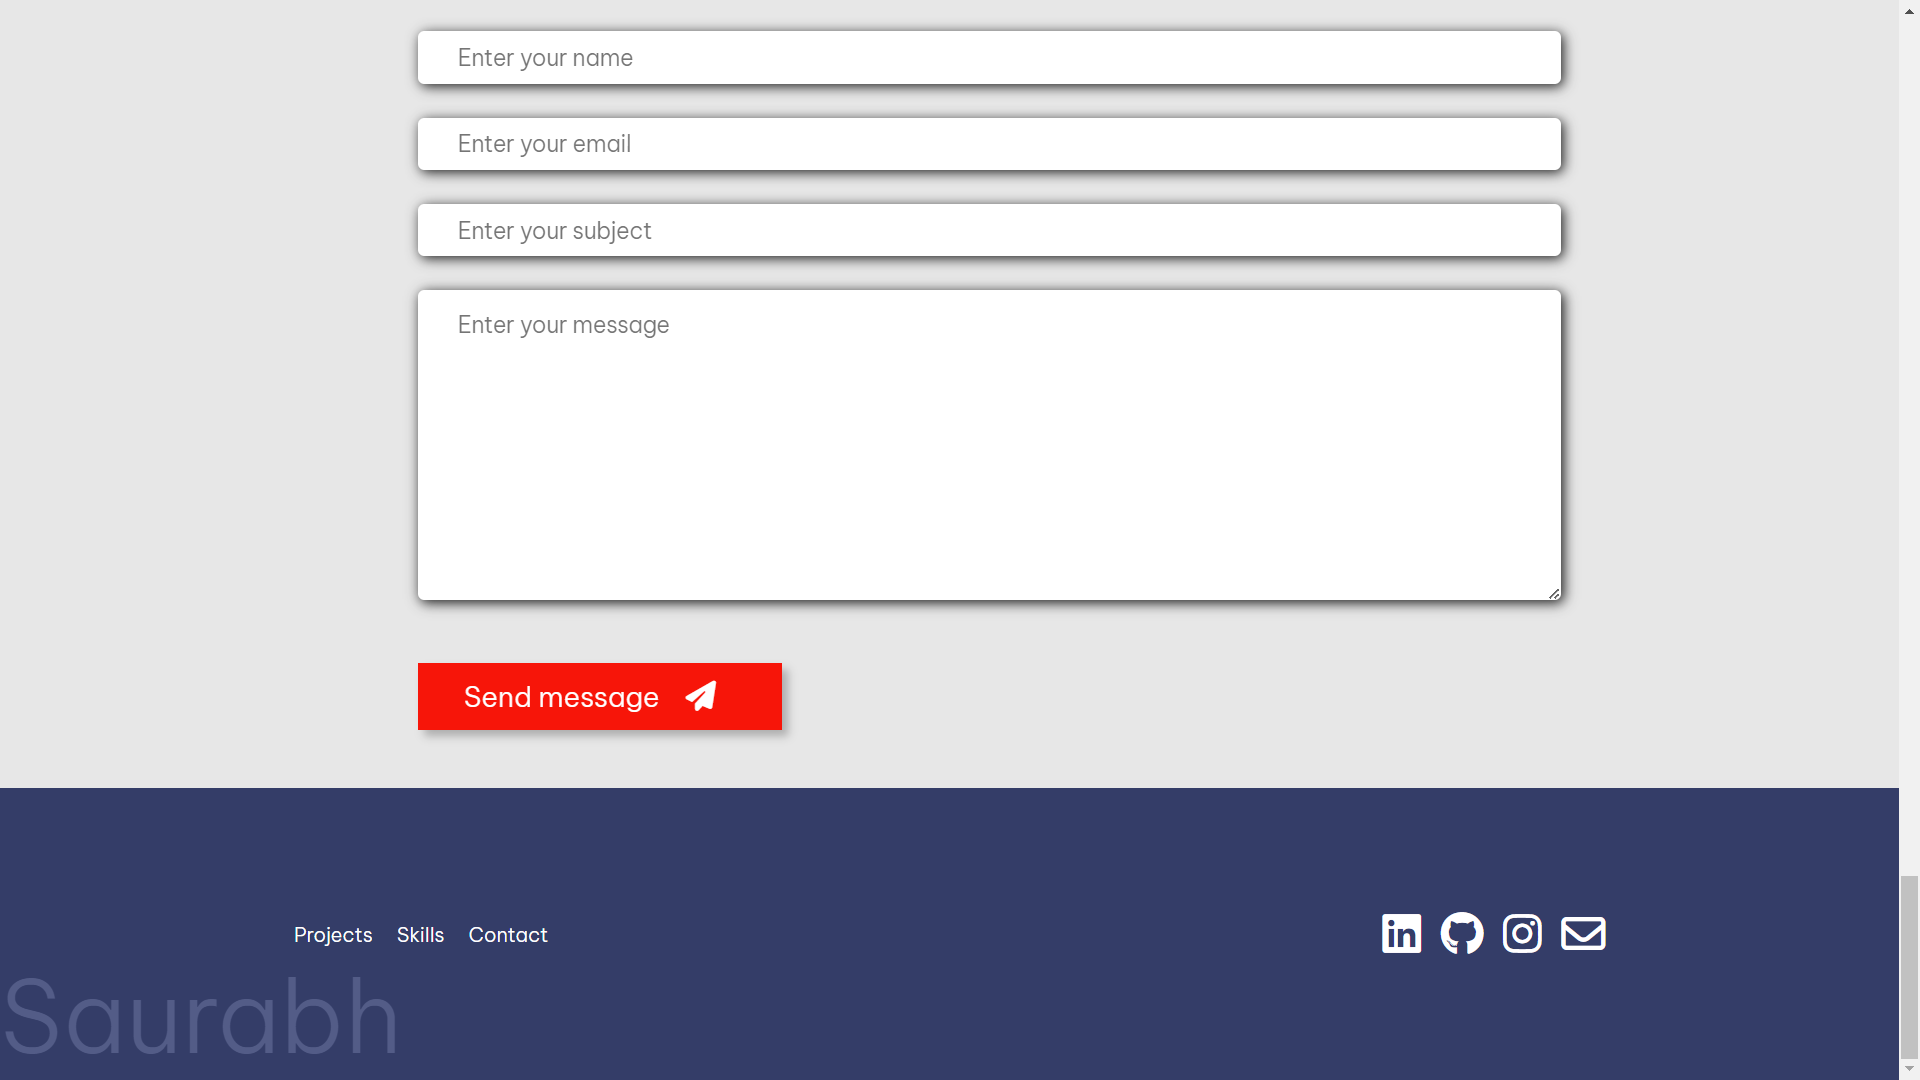 Enter your name
Enter your email
Enter your subject
Enter your message
Send message
Projects Skills Contact
Saurabh